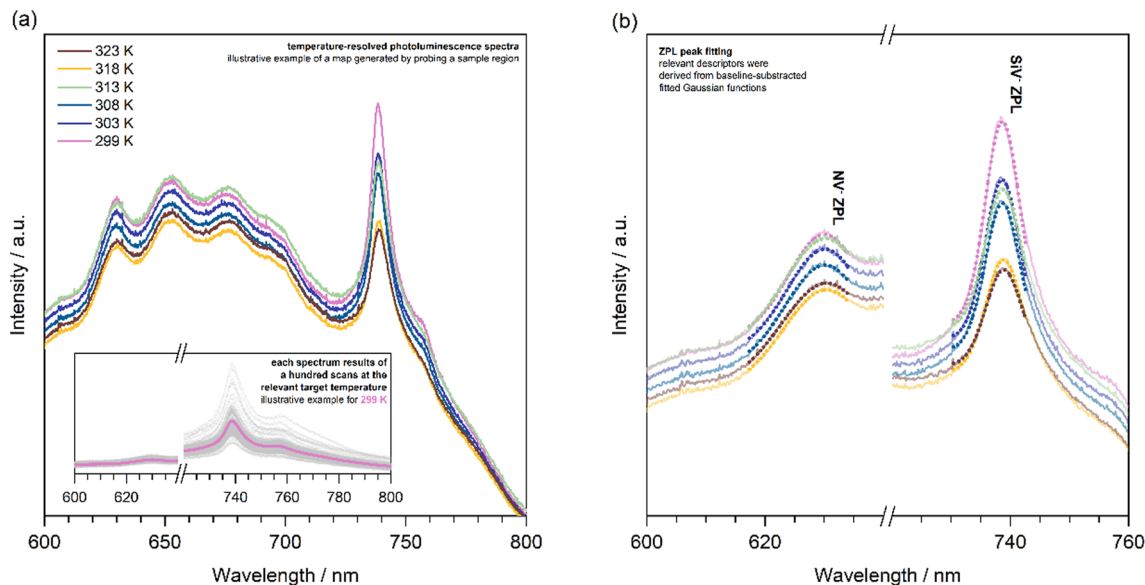 (a)
temperature-resolved photoluminescence spectra
illustrative example of a map generated by probing a sample region
323 K
318 K
313 K
308 K
303 K
299 K
Intensity / a.u.
each spectrum results of
a hundred scans at the
relevant target temperature
illustrative example for 299 K
600 620 740 760 780 800
600 650 700 750 800
Wavelength / nm
(b)
ZPL peak fitting
relevant descriptors were
derived from baseline-substracted
fitted Gaussian functions
NV⁻ ZPL
SiV⁻ ZPL
Intensity / a.u.
600 620 740 760
Wavelength / nm